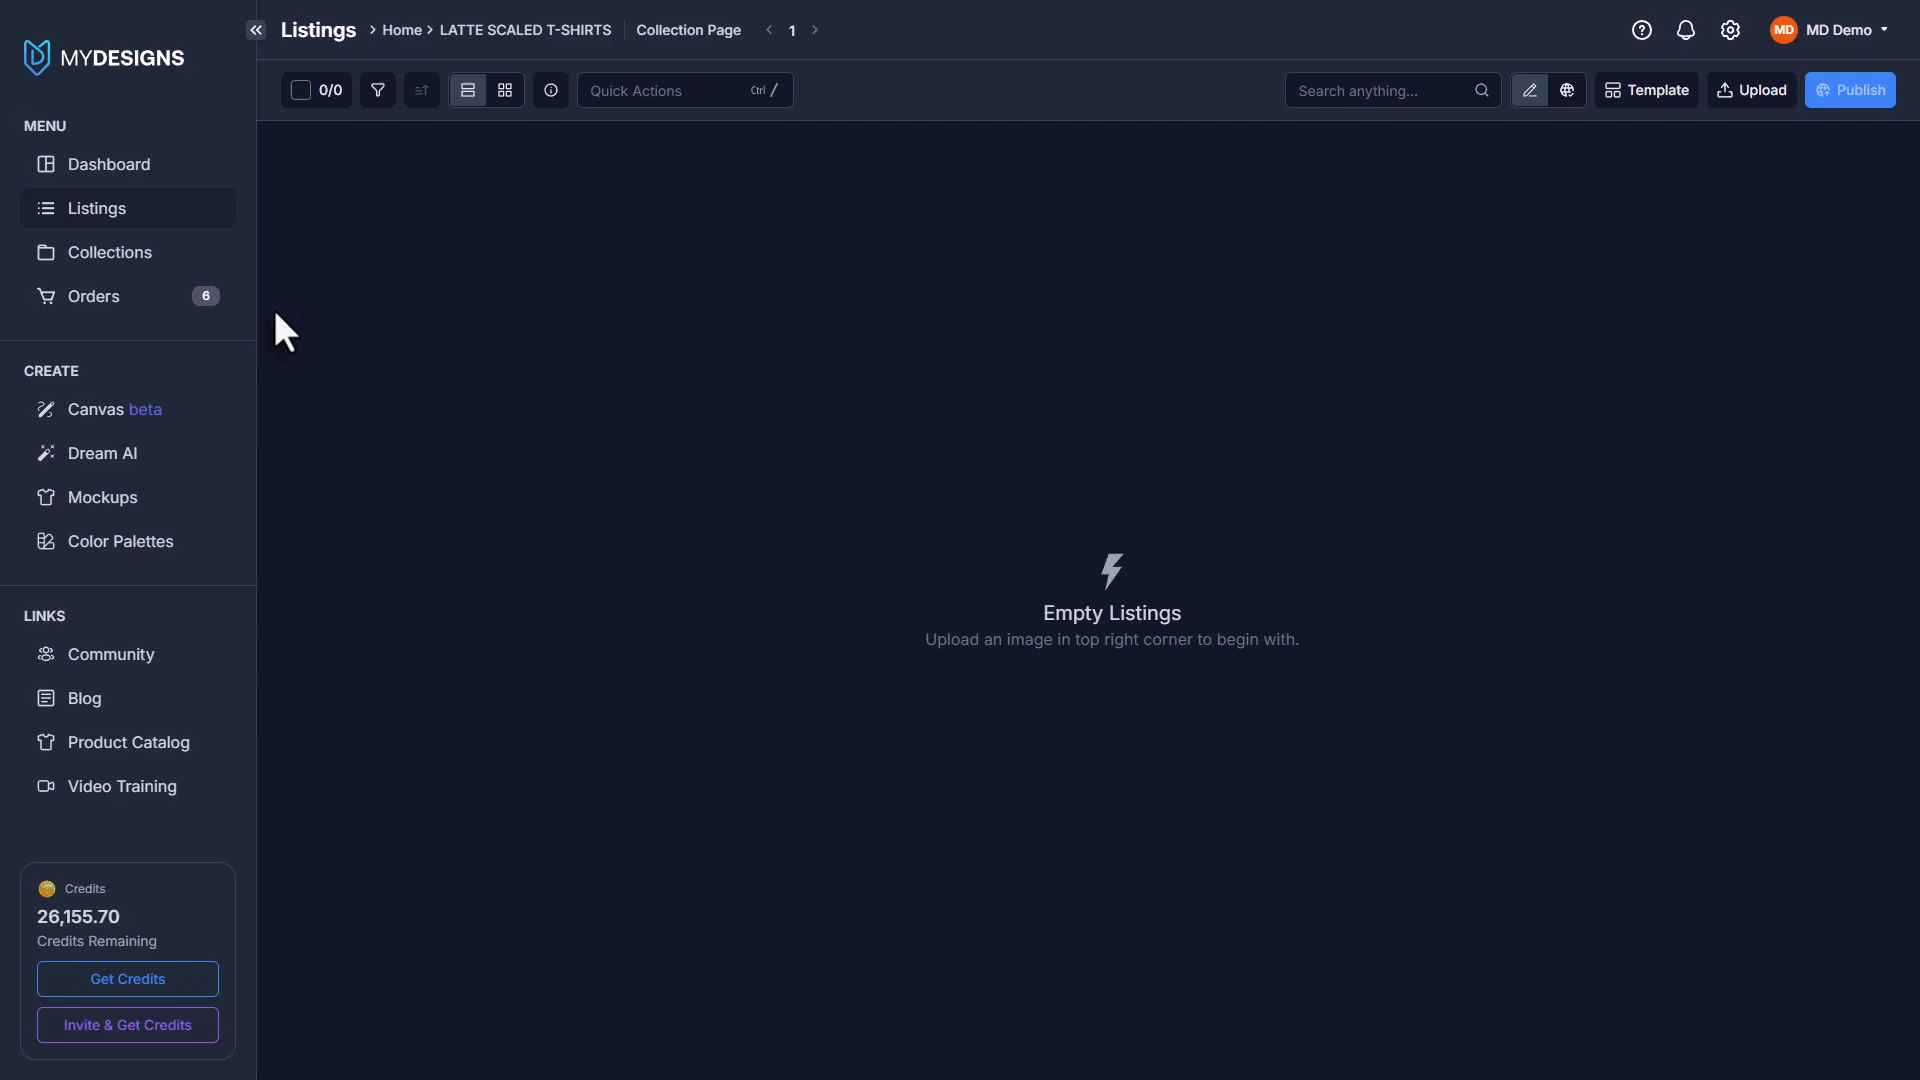 MYDESIGNS
MENU
Dashboard
Listings
Collections
Orders 6
CREATE
Canvas beta
Dream AI
Mockups
Color Palettes
LINKS
Community
Blog
Product Catalog
Video Training
Credits
26,155.70
Credits Remaining
Get Credits
Invite & Get Credits
Listings > Home > LATTE SCALED T-SHIRTS Collection Page < 1 >
MD MD Demo
0/0 Quick Actions Ctrl / Search anything... Template Upload Publish
Empty Listings
Upload an image in top right corner to begin with.